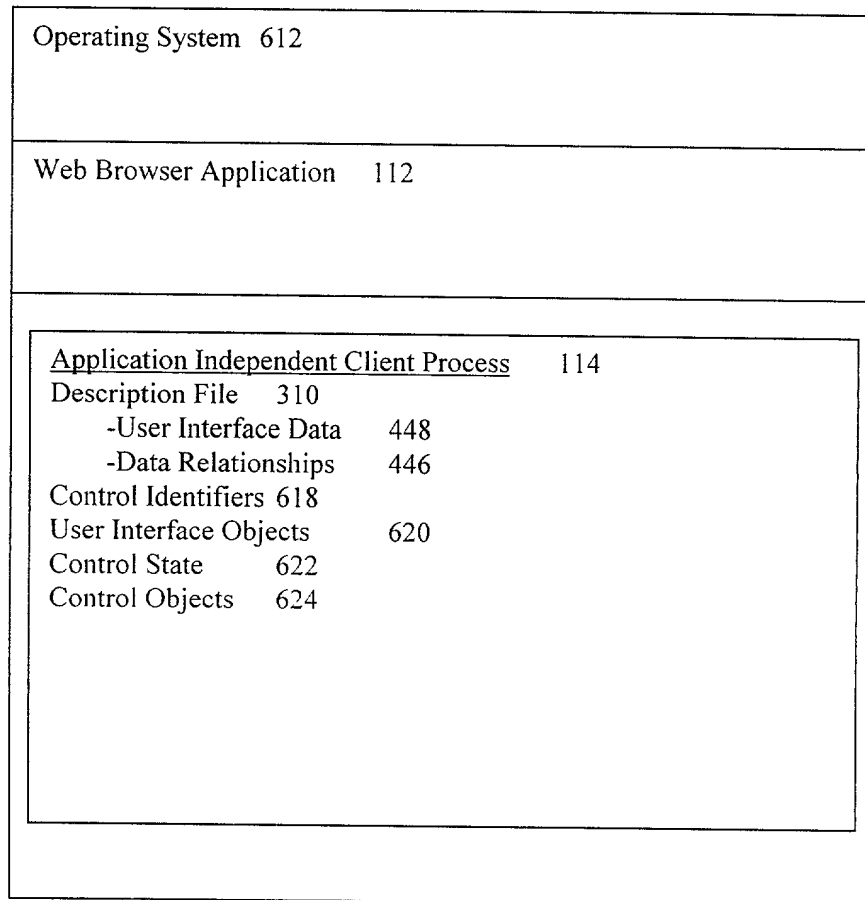 Operating System 612
Web Browser Application 112
Application Independent Client Process 114
Description File 310
-User Interface Data 448
-Data Relationships 446
Control Identifiers 618
User Interface Objects 620
Control State 622
Control Objects 624